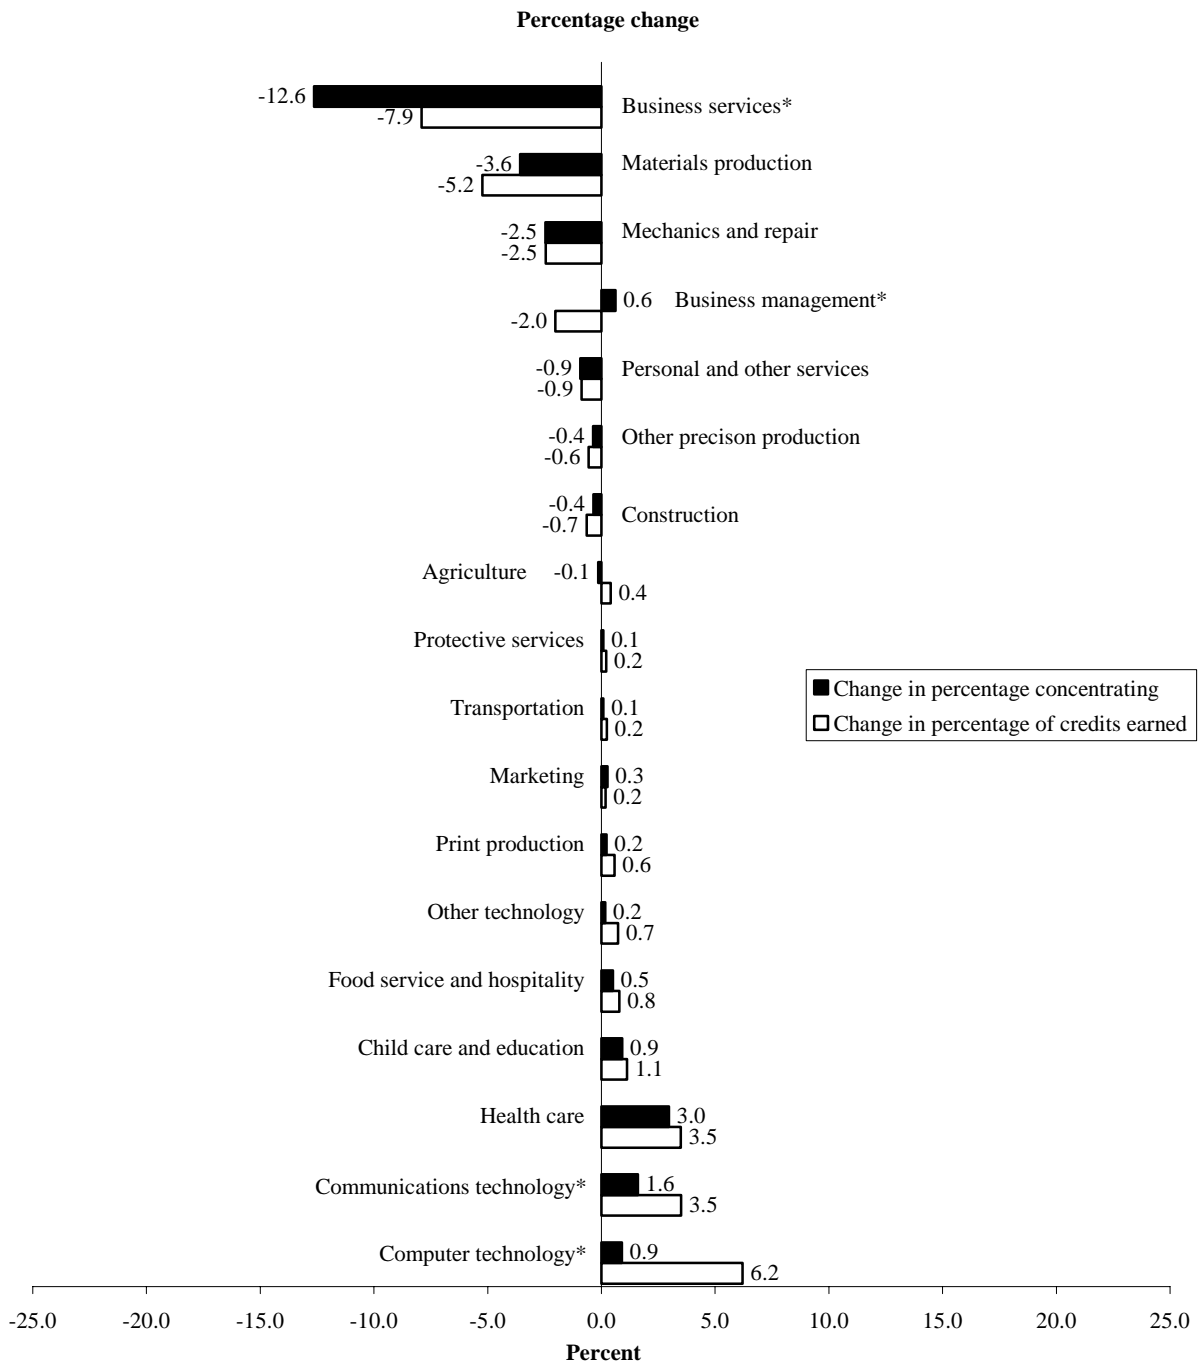 Percentage change
-12.6
Business services*
-7.9
-3.6
Materials production
-5.2
-2.5
Mechanics and repair
-2.5
0.6 Business management*
-2.0
-0.9
Personal and other services
-0.9
-0.4
Other precison production
-0.6
-0.4
Construction
-0.7
Agriculture -0.1
0.4
Protective services 0.1
0.2
Transportation 0.1
0.2
Marketing 0.3
0.2
Print production 0.2
0.6
Other technology 0.2
0.7
Food service and hospitality 0.5
0.8
Child care and education 0.9
1.1
Health care 3.0
3.5
Communications technology* 1.6
3.5
Computer technology* 0.9
6.2
Change in percentage concentrating
Change in percentage of credits earned
-25.0 -20.0 -15.0 -10.0 -5.0 0.0 5.0 10.0 15.0 20.0 25.0
Percent